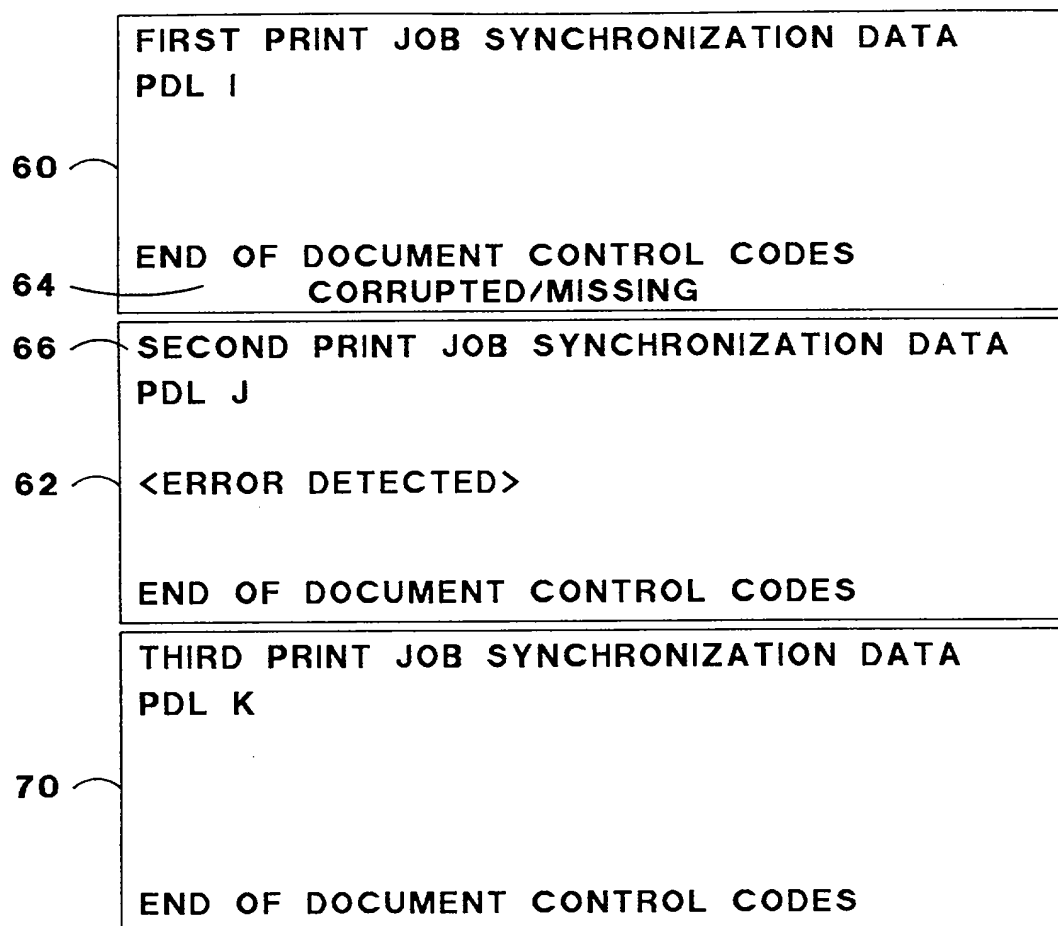 FIRST PRINT JOB SYNCHRONIZATION DATA
PDL I
60
END OF DOCUMENT CONTROL CODES
64 CORRUPTED/MISSING
66 SECOND PRINT JOB SYNCHRONIZATION DATA
PDL J
62 <ERROR DETECTED>
END OF DOCUMENT CONTROL CODES
THIRD PRINT JOB SYNCHRONIZATION DATA
PDL K
70
END OF DOCUMENT CONTROL CODES